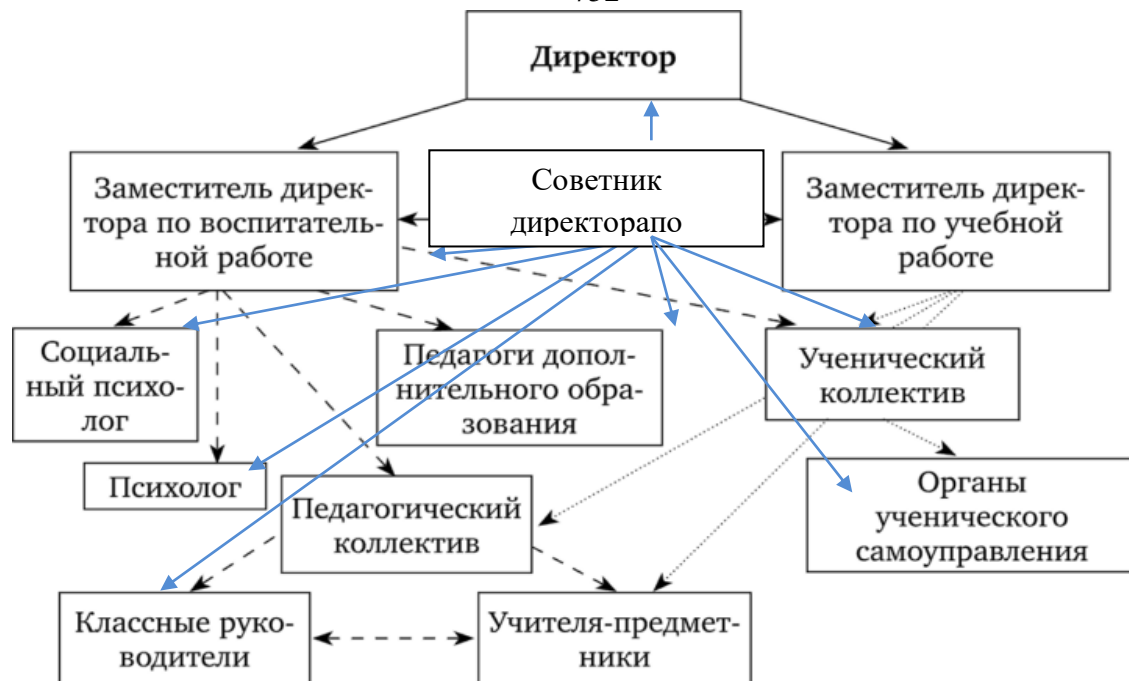 Директор
Заместитель дирек-
тора по воспитатель-
ной работе
Советник
директорапо
Заместитель дирек-
тора по учебной
работе
Социаль-
ный психо-
лог
Педагоги допол-
нительного обра-
зования
Ученический
коллектив
Психолог
Педагогический
коллектив
Органы
ученического
самоуправления
Классные руко-
водители
Учителя-предмет-
ники